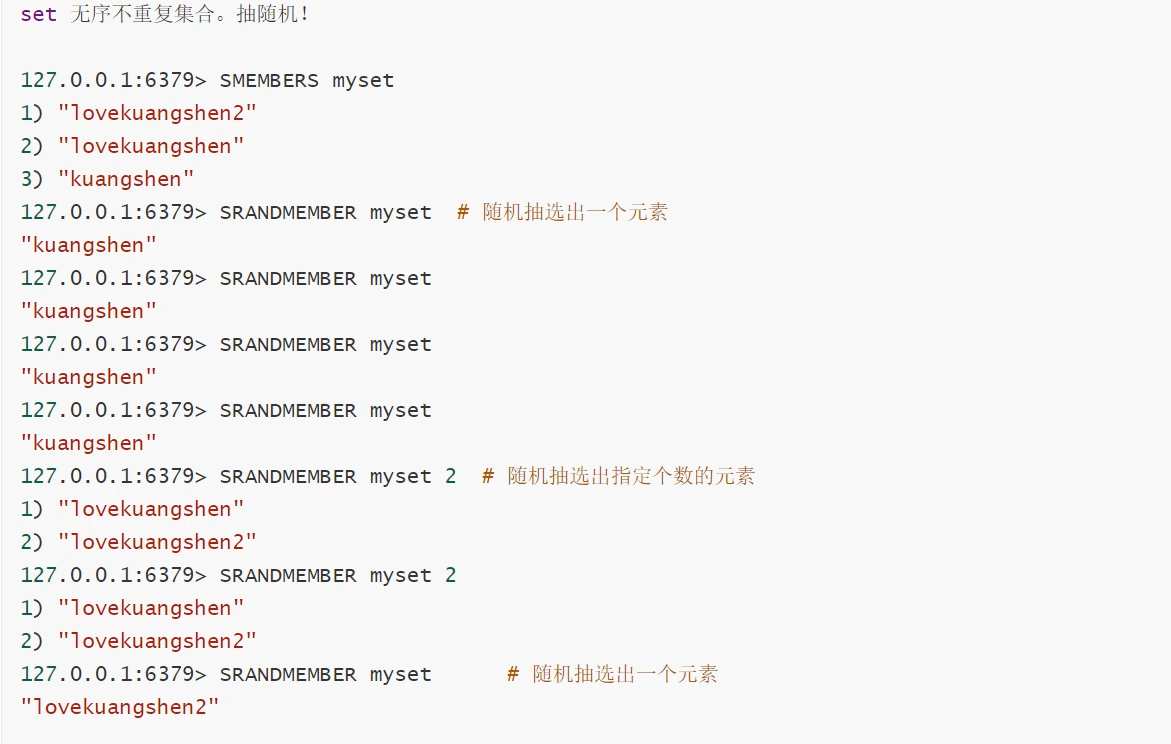 set 无序不重复集合。抽随机！
127.0.0.1:6379> SMEMBERS myset
1) "lovekuangshen2"
2) "lovekuangshen"
3) "kuangshen"
127.0.0.1:6379> SRANDMEMBER myset  # 随机抽选出一个元素
"kuangshen"
127.0.0.1:6379> SRANDMEMBER myset
"kuangshen"
127.0.0.1:6379> SRANDMEMBER myset
"kuangshen"
127.0.0.1:6379> SRANDMEMBER myset
"kuangshen"
127.0.0.1:6379> SRANDMEMBER myset 2  # 随机抽选出指定个数的元素
1) "lovekuangshen"
2) "lovekuangshen2"
127.0.0.1:6379> SRANDMEMBER myset 2
1) "lovekuangshen"
2) "lovekuangshen2"
127.0.0.1:6379> SRANDMEMBER myset      # 随机抽选出一个元素
"lovekuangshen2"